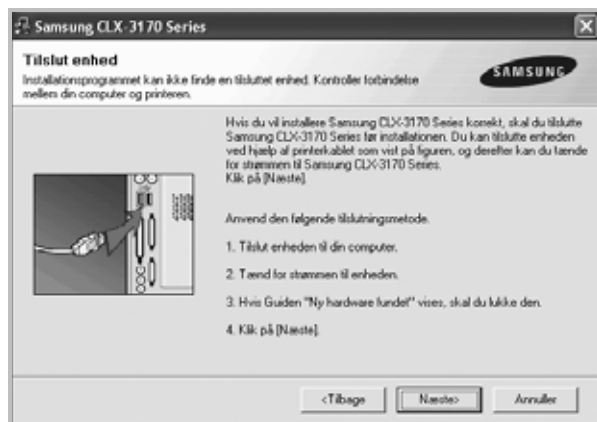 Samsung CLX-3170 Series
Tilslut enhed
Installationsprogrammet kan ikke finde en tilsluttet enhed. Kontroller forbindelse
mellem din computer og printeren.
SAMSUNG
Hvis du vil installere Samsung CLX-3170 Series korrekt, skal du tilslutte
Samsung CLX-3170 Series før installationen. Du kan tilslutte enheden
ved hjælp af printerkablet som vist på figuren, og derefter kan du tænde
for strømmen til Samsung CLX-3170 Series.
Klik på [Næste].
Anvend den følgende tilslutningsmetode.
1. Tilslut enheden til din computer.
2. Tænd for strømmen til enheden.
3. Hvis Guiden "Ny hardware fundet" vises, skal du lukke den.
4. Klik på [Næste].
<Tilbage
Næste>
Annuller